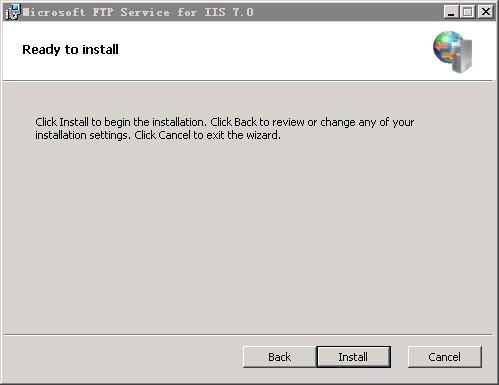 Microsoft FTP Service for IIS 7.0
Ready to install
Click Install to begin the installation. Click Back to review or change any of your
installation settings. Click Cancel to exit the wizard.
Back
Install
Cancel